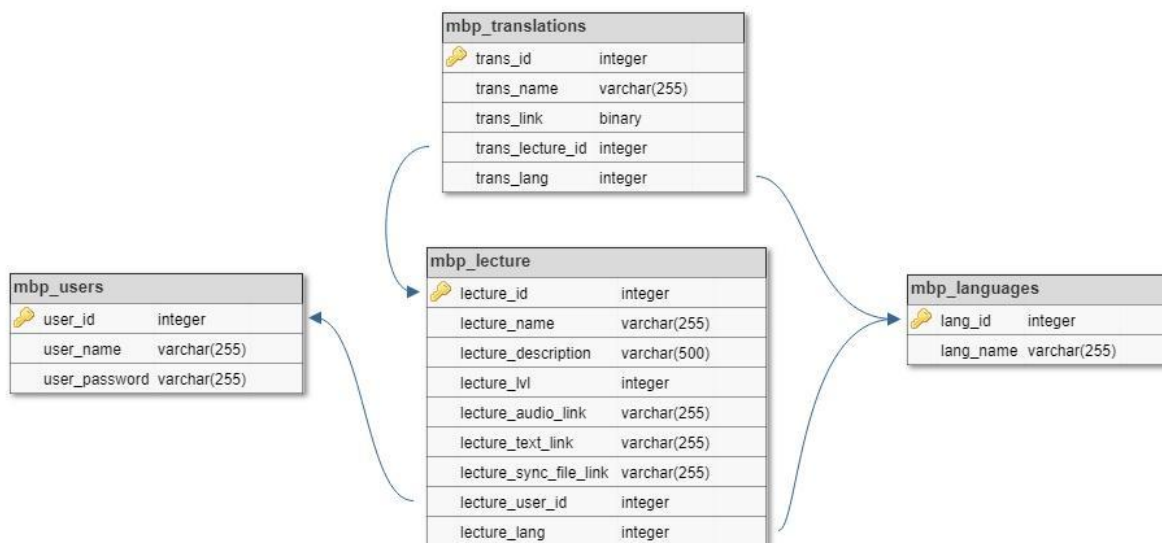 mbp_translations
trans_id integer
trans_name varchar(255)
trans_link binary
trans_lecture_id integer
trans_lang integer
mbp_users
user_id integer
user_name varchar(255)
user_password varchar(255)
mbp_lecture
lecture_id integer
lecture_name varchar(255)
lecture_description varchar(500)
lecture_lvl integer
lecture_audio_link varchar(255)
lecture_text_link varchar(255)
lecture_sync_file_link varchar(255)
lecture_user_id integer
lecture_lang integer
mbp_languages
lang_id integer
lang_name varchar(255)